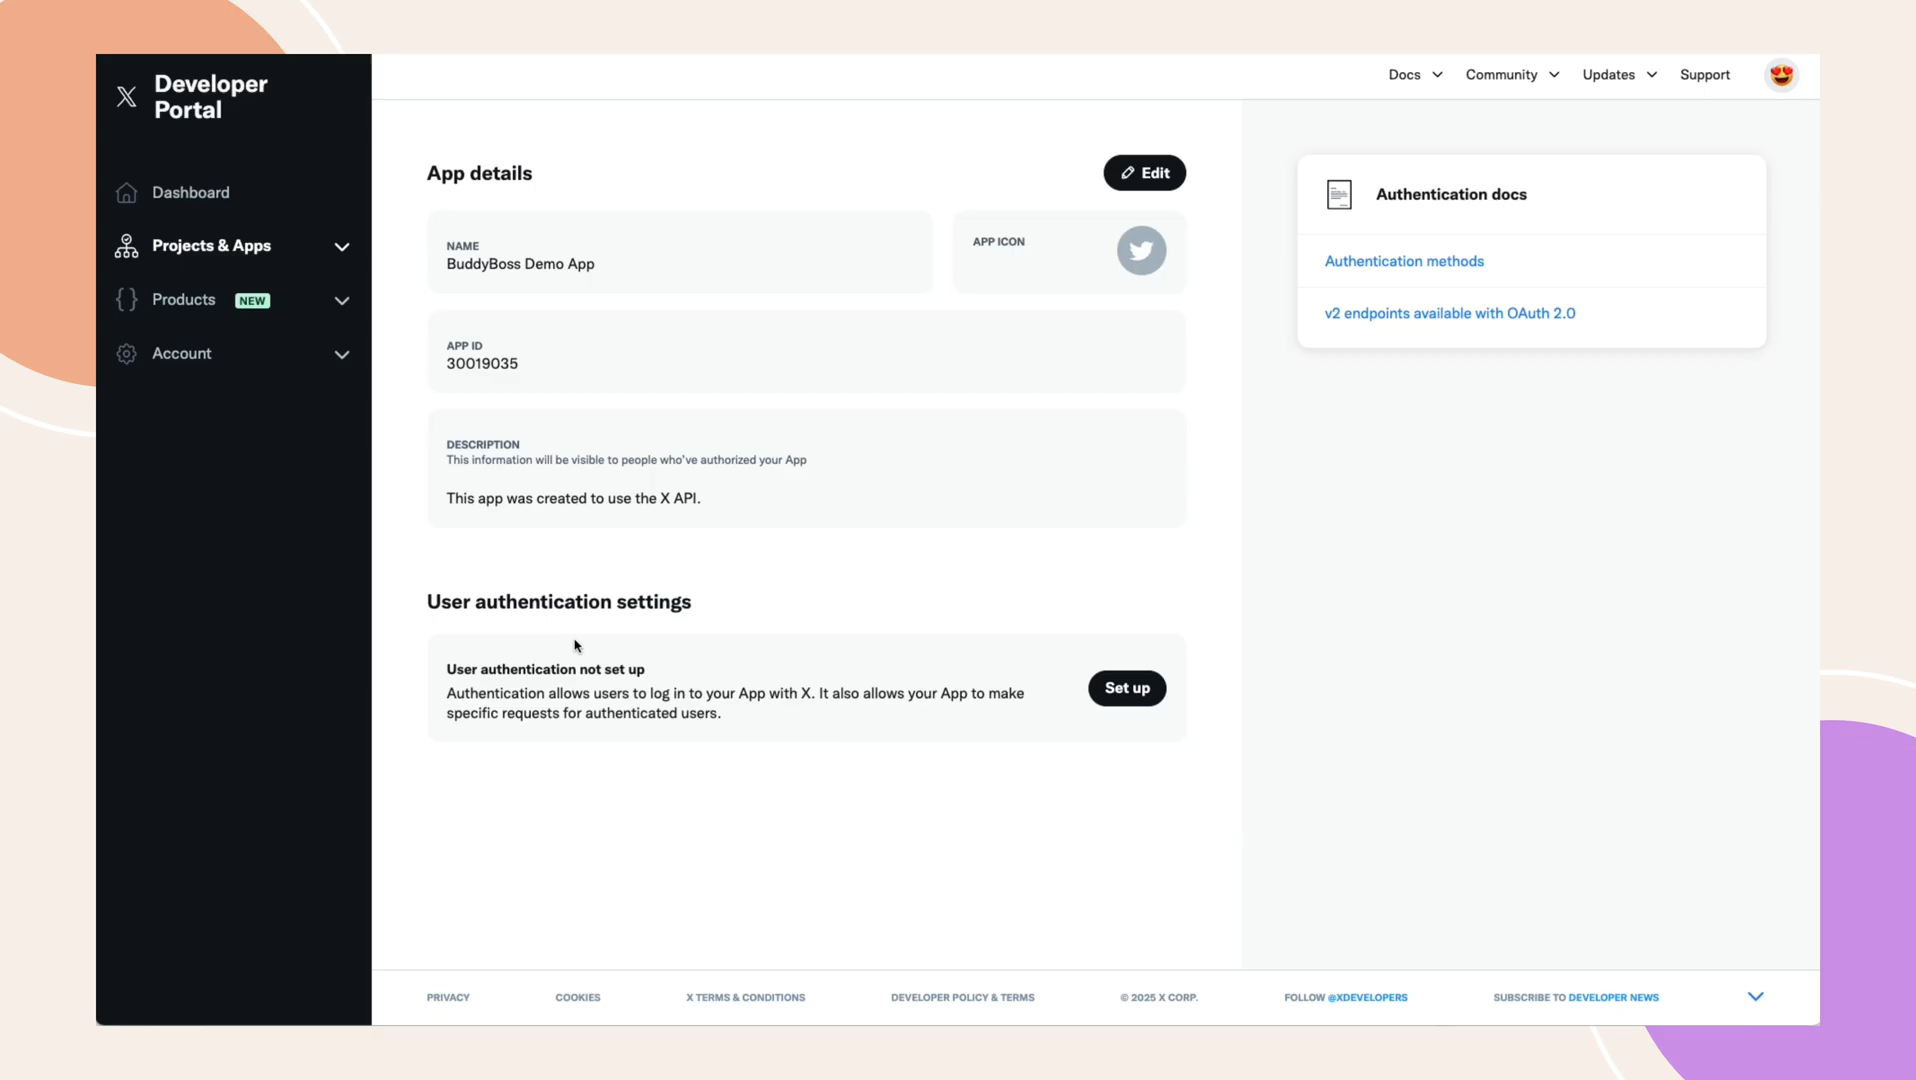 Developer
Portal
Dashboard
Projects & Apps
Products NEW
Account
Docs Community Updates Support
App details
Edit
NAME
BuddyBoss Demo App
APP ICON
APP ID
30019035
DESCRIPTION
This information will be visible to people who've authorized your App
This app was created to use the X API.
User authentication settings
User authentication not set up
Authentication allows users to log in to your App with X. It also allows your App to make
specific requests for authenticated users.
Set up
Authentication docs
Authentication methods
v2 endpoints available with OAuth 2.0
PRIVACY COOKIES X TERMS & CONDITIONS DEVELOPER POLICY & TERMS © 2025 X CORP. FOLLOW @XDEVELOPERS SUBSCRIBE TO DEVELOPER NEWS